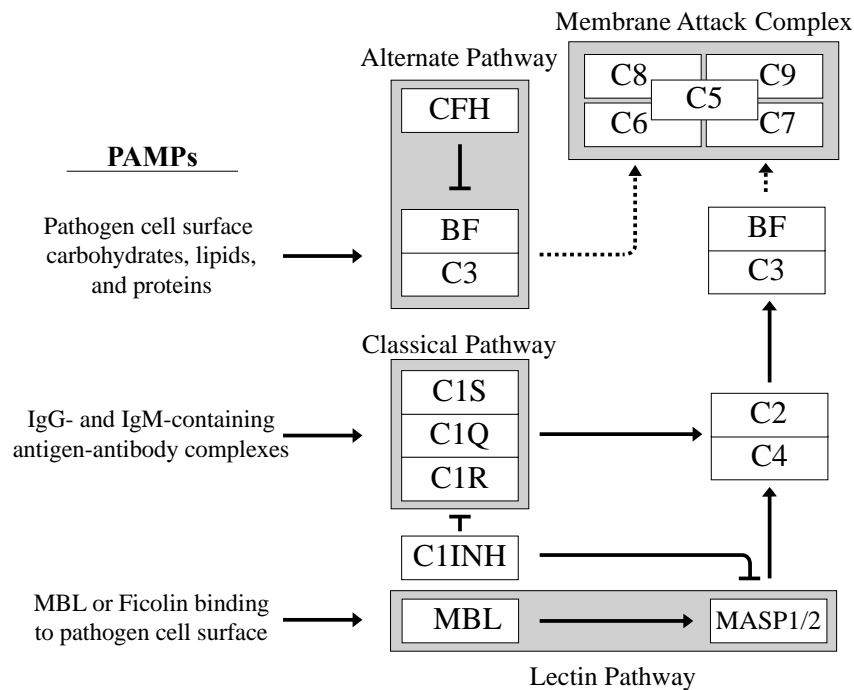 Membrane Attack Complex
C8
C9
C5
C6
C7
Alternate Pathway
CFH
BF
C3
PAMPs
Pathogen cell surface
carbohydrates, lipids,
and proteins
BF
C3
Classical Pathway
C1S
C1Q
C1R
IgG- and IgM-containing
antigen-antibody complexes
C2
C4
C1INH
MBL or Ficolin binding
to pathogen cell surface
MBL
MASP1/2
Lectin Pathway